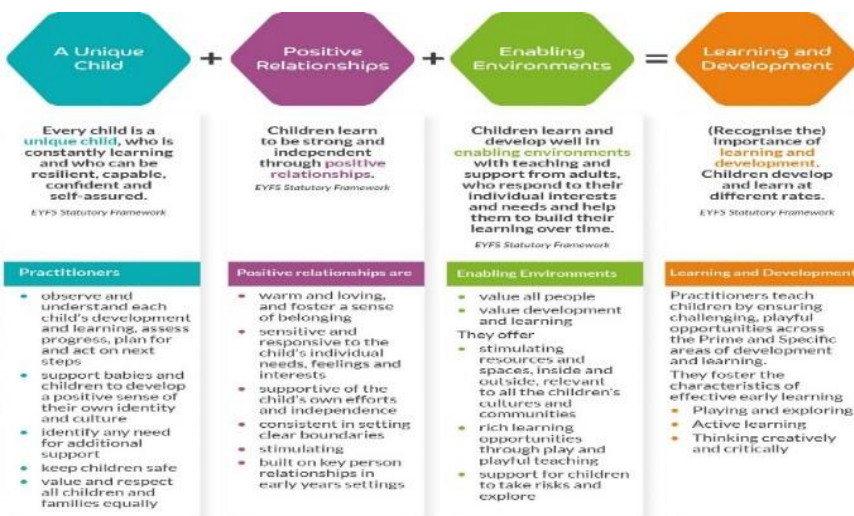 A Unique
Child
+
Positive
Relationships
+
Enabling
Environments
=
Learning and
Development
Every child is a
unique child, who is
constantly learning
and who can be
resilient, capable,
confident and
self-assured.
EYFS Statutory Framework
Children learn
to be strong and
independent
through positive
relationships.
EYFS Statutory Framework
Children learn and
develop well in
enabling environments
with teaching and
support from adults,
who respond to their
individual interests
and needs and help
them to build their
learning over time.
EYFS Statutory Framework
(Recognise the)
importance of
learning and
development.
Children develop
and learn at
different rates.
EYFS Statutory Framework
Practitioners
• observe and
understand each
child's development
and learning, assess
progress, plan for
and act on next
steps
• support babies and
children to develop
a positive sense of
their own identity
and culture
• identify any need
for additional
support
• keep children safe
• value and respect
all children and
families equally
Positive relationships are
• warm and loving,
and foster a sense
of belonging
• sensitive and
responsive to the
child's individual
needs, feelings and
interests
• supportive of the
child's own efforts
and independence
• consistent in setting
clear boundaries
• stimulating
• built on key person
relationships in
early years settings
Enabling Environments
• value all people
• value development
and learning
They offer
• stimulating
resources and
spaces, inside and
outside, relevant
to all the children's
cultures and
communities
• rich learning
opportunities
through play and
playful teaching
• support for children
to take risks and
explore
Learning and Development
Practitioners teach
children by ensuring
challenging, playful
opportunities across
the Prime and Specific
areas of development
and learning.
They foster the
characteristics of
effective early learning
• Playing and exploring
• Active learning
• Thinking creatively
and critically